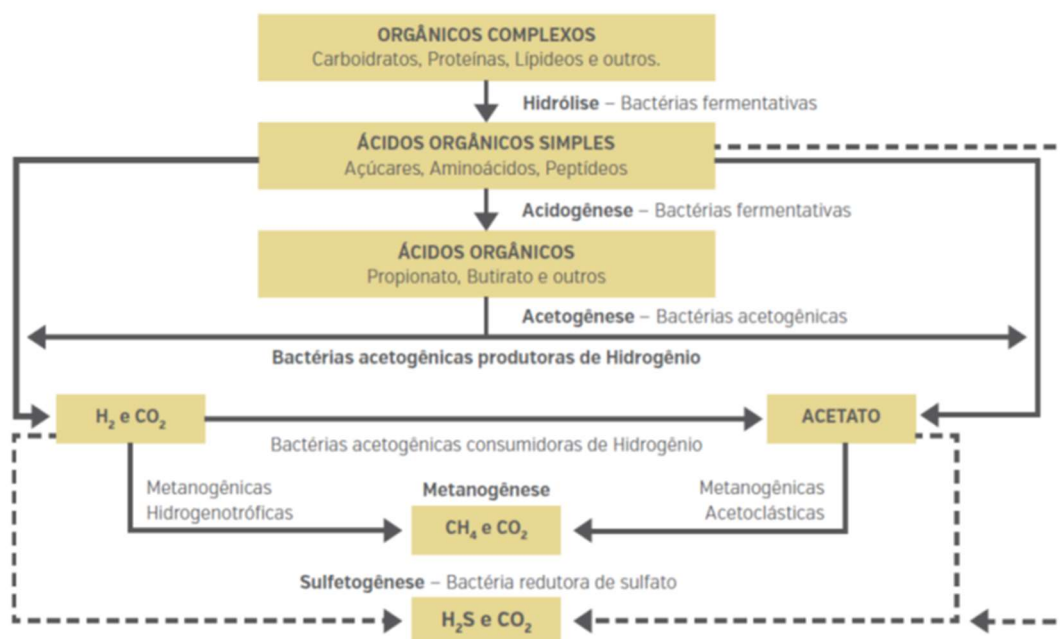 ORGÂNICOS COMPLEXOS
Carboidratos, Proteínas, Lípideos e outros.
Hidrólise – Bactérias fermentativas
ÁCIDOS ORGÂNICOS SIMPLES
Açúcares, Aminoácidos, Peptídeos
Acidogênese – Bactérias fermentativas
ÁCIDOS ORGÂNICOS
Propionato, Butirato e outros
Acetogênese – Bactérias acetogênicas
Bactérias acetogênicas produtoras de Hidrogênio
H₂ e CO₂
ACETATO
Bactérias acetogênicas consumidoras de Hidrogênio
Metanogênicas
Hidrogenotróficas
Metanogênese
Metanogênicas
Acetoclásticas
CH₄ e CO₂
Sulfetogênese – Bactéria redutora de sulfato
H₂S e CO₂